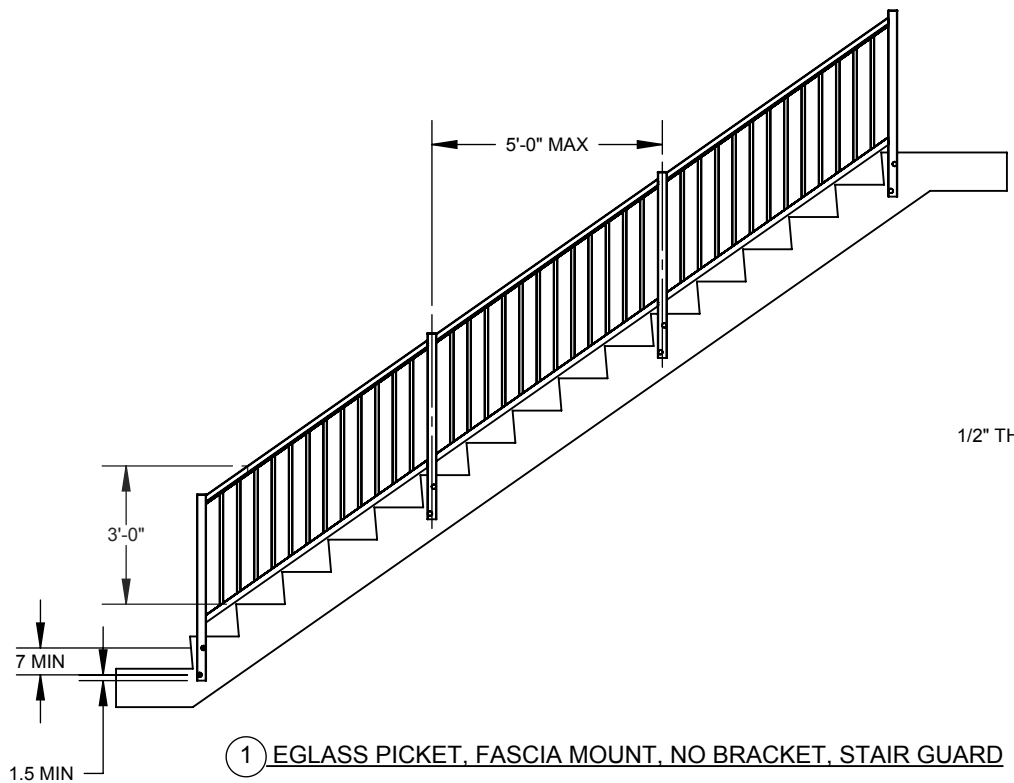 5'-0" MAX
1/2" TH
3'-0"
7 MIN
1.5 MIN
1 EGLASS PICKET, FASCIA MOUNT, NO BRACKET, STAIR GUARD